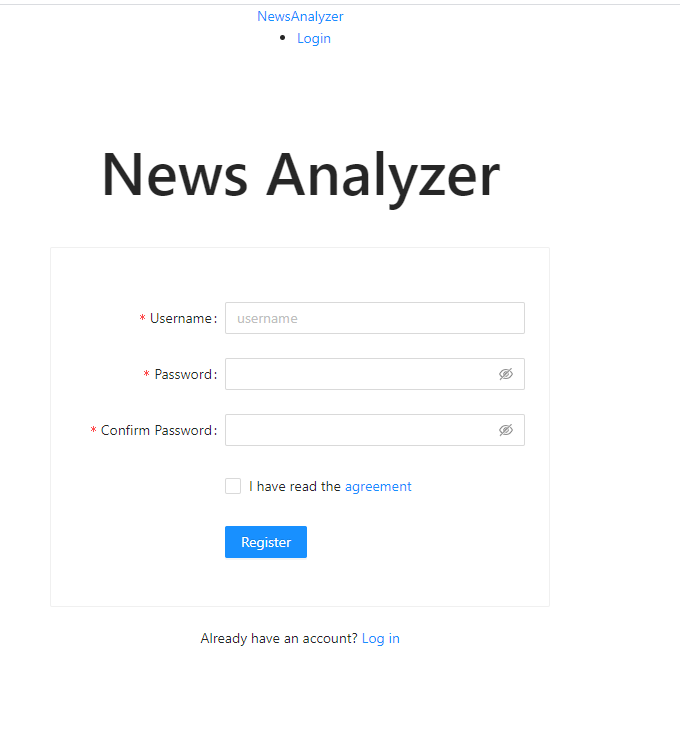 NewsAnalyzer
Login
News Analyzer
* Username:
username
* Password:
* Confirm Password:
I have read the agreement
Register
Already have an account? Log in